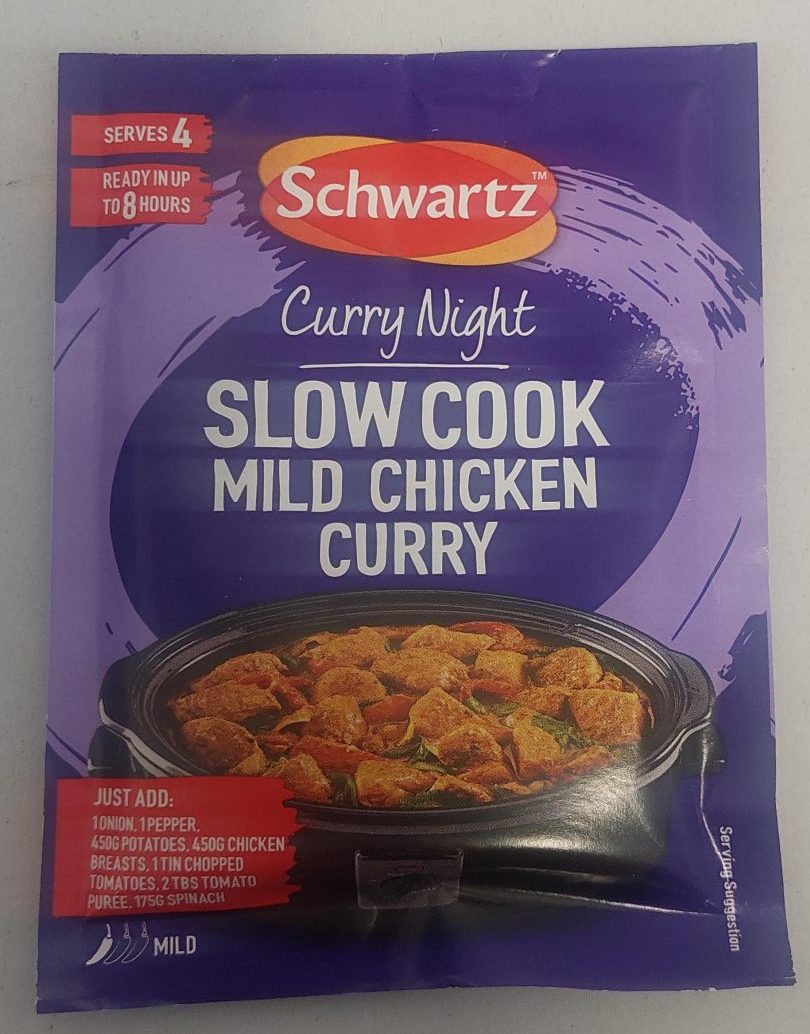 SERVES 4
READY IN UP
TO 8 HOURS
Schwartz™
Curry Night
SLOW COOK
MILD CHICKEN
CURRY
JUST ADD:
1 ONION, 1 PEPPER,
450G POTATOES, 450G CHICKEN
BREASTS, 1 TIN CHOPPED
TOMATOES, 2 TBS TOMATO
PURÉE, 175G SPINACH
MILD
Serving Suggestion